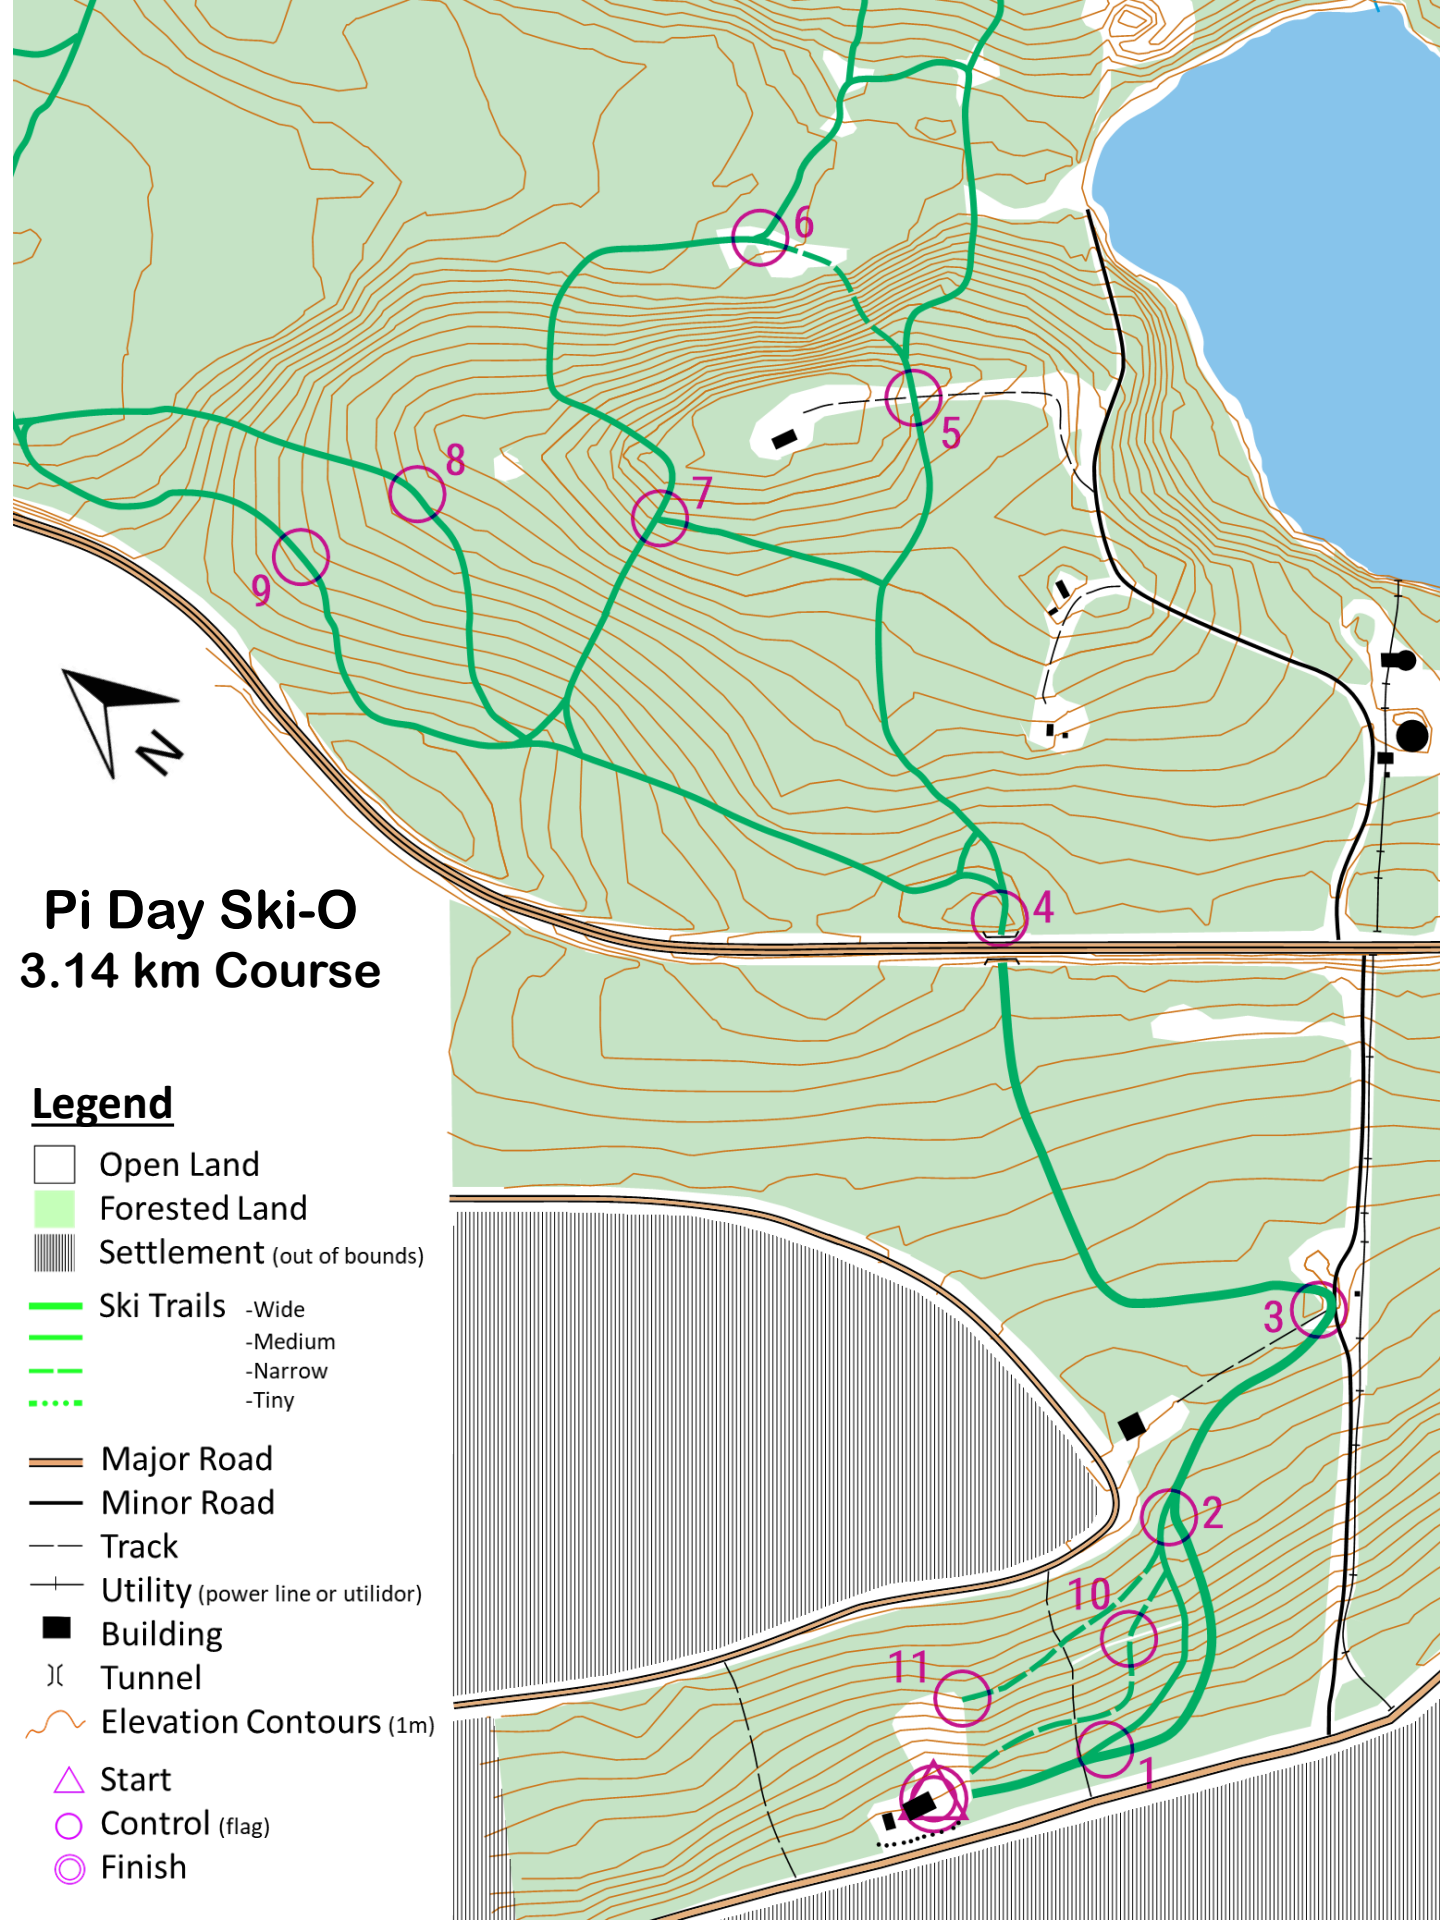 6
5
8
7
9
N
4
Pi Day Ski-O
3.14 km Course
Legend
Open Land
Forested Land
Settlement (out of bounds)
Ski Trails -Wide
-Medium
-Narrow
-Tiny
Major Road
Minor Road
Track
Utility (power line or utilidor)
Building
Tunnel
Elevation Contours (1m)
Start
Control (flag)
Finish
3
2
10
11
1